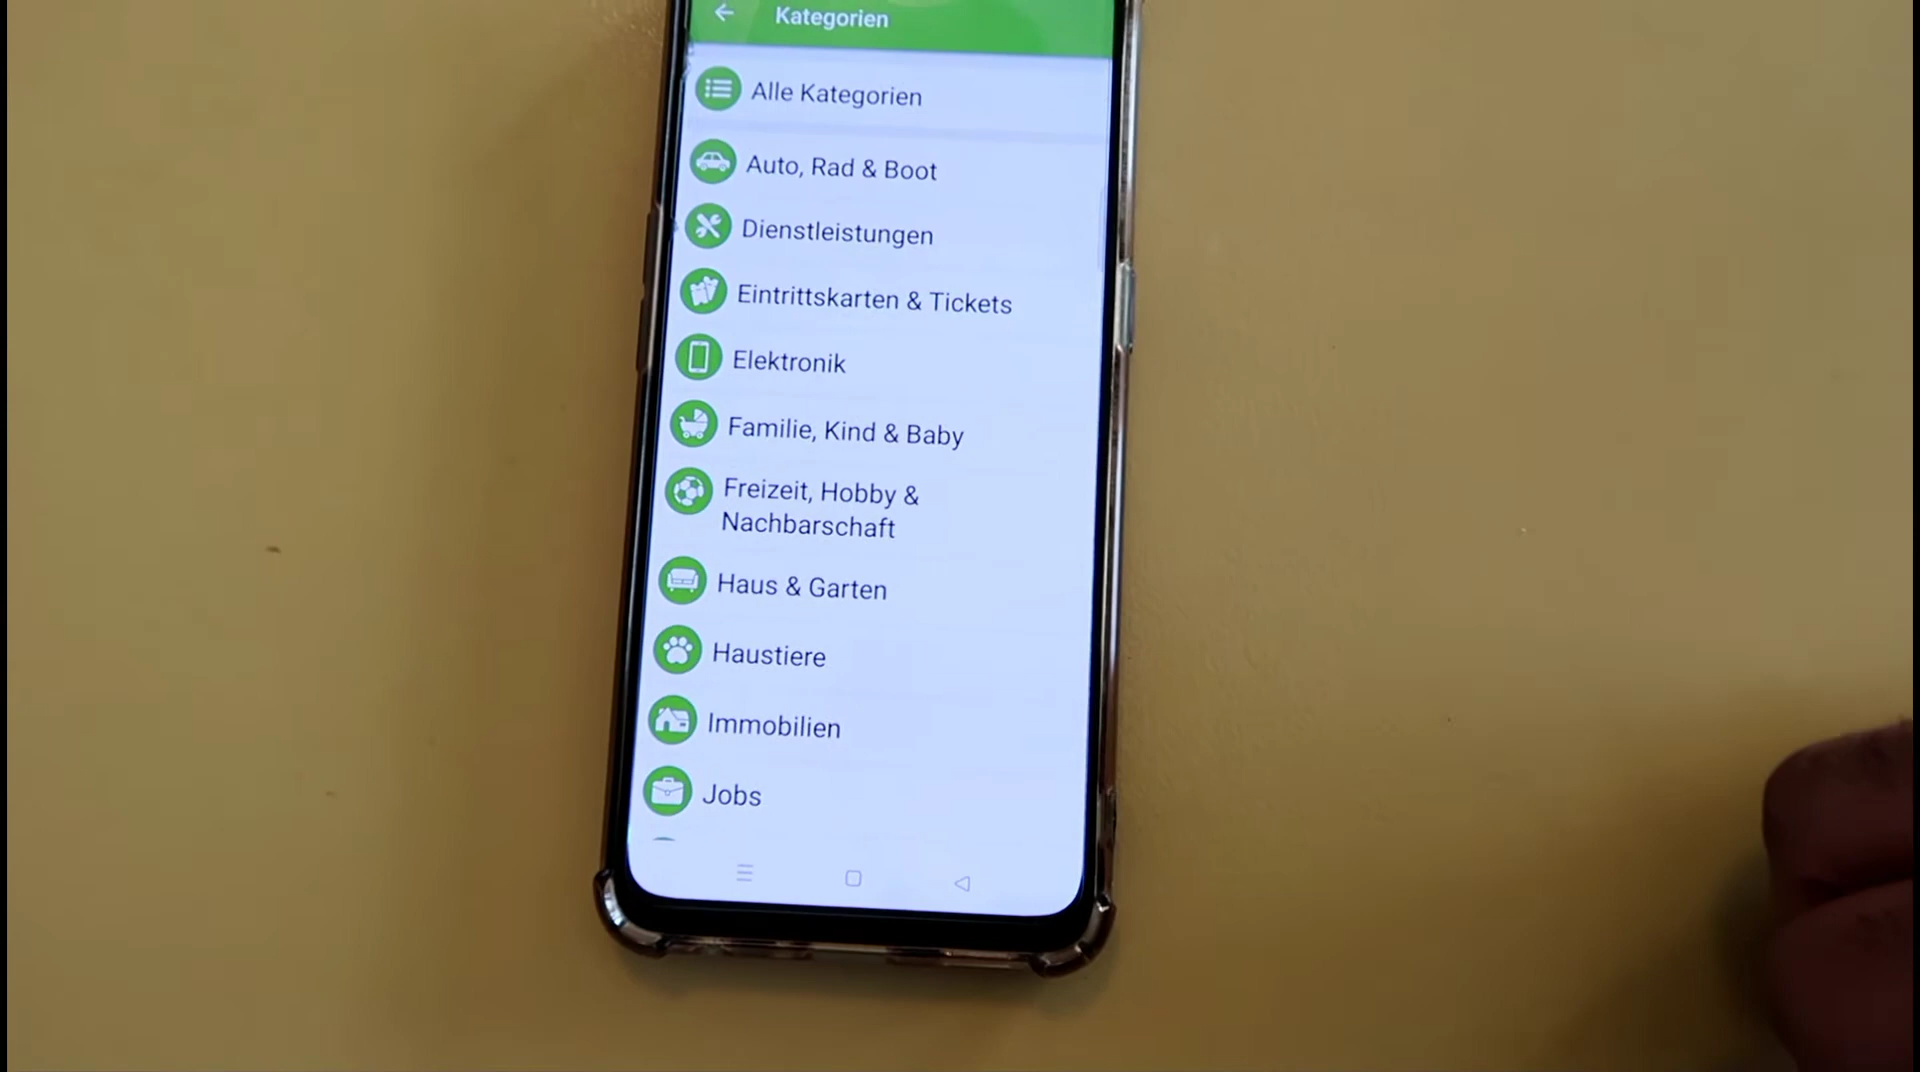 Kategorien
Alle Kategorien
Auto, Rad & Boot
Dienstleistungen
Eintrittskarten & Tickets
Elektronik
Familie, Kind & Baby
Freizeit, Hobby &
Nachbarschaft
Haus & Garten
Haustiere
Immobilien
Jobs